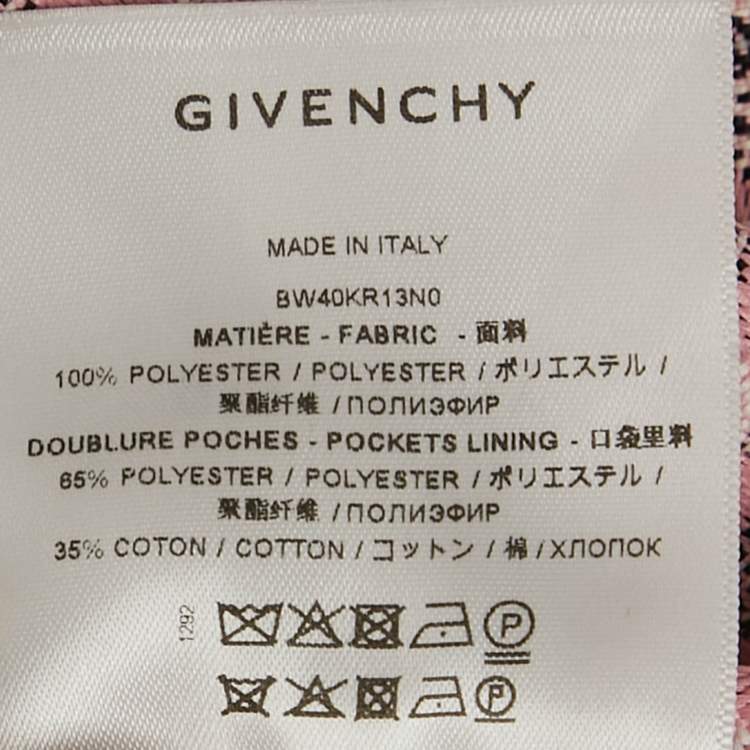 GIVENCHY
MADE IN ITALY
BW40KR13N0
MATIÈRE - FABRIC - 面料
100% POLYESTER / POLYESTER / ポリエステル /
聚酯纤维 / ПОЛИЭФИР
DOUBLURE POCHES - POCKETS LINING - 口袋里料
65% POLYESTER / POLYESTER / ポリエステル /
聚酯纤维 / ПОЛИЭФИР
35% COTON / COTTON / コットン / 棉 / ХЛОПОК
1292
P
P